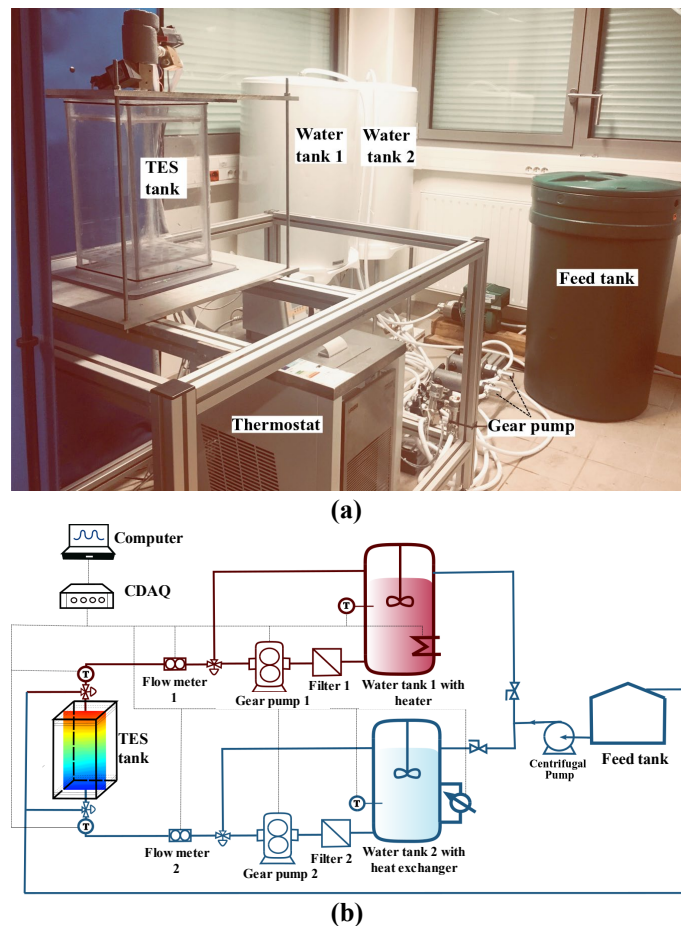 TES
tank
Water
tank 1
Water
tank 2
Feed tank
Thermostat
Gear pump
(a)
Computer
CDAQ
T
T
Flow meter
1
Gear pump 1
Filter 1
Water tank 1 with
heater
TES
tank
Centrifugal
Pump
Feed tank
T
T
Flow meter
2
Gear pump 2
Filter 2
Water tank 2 with
heat exchanger
(b)